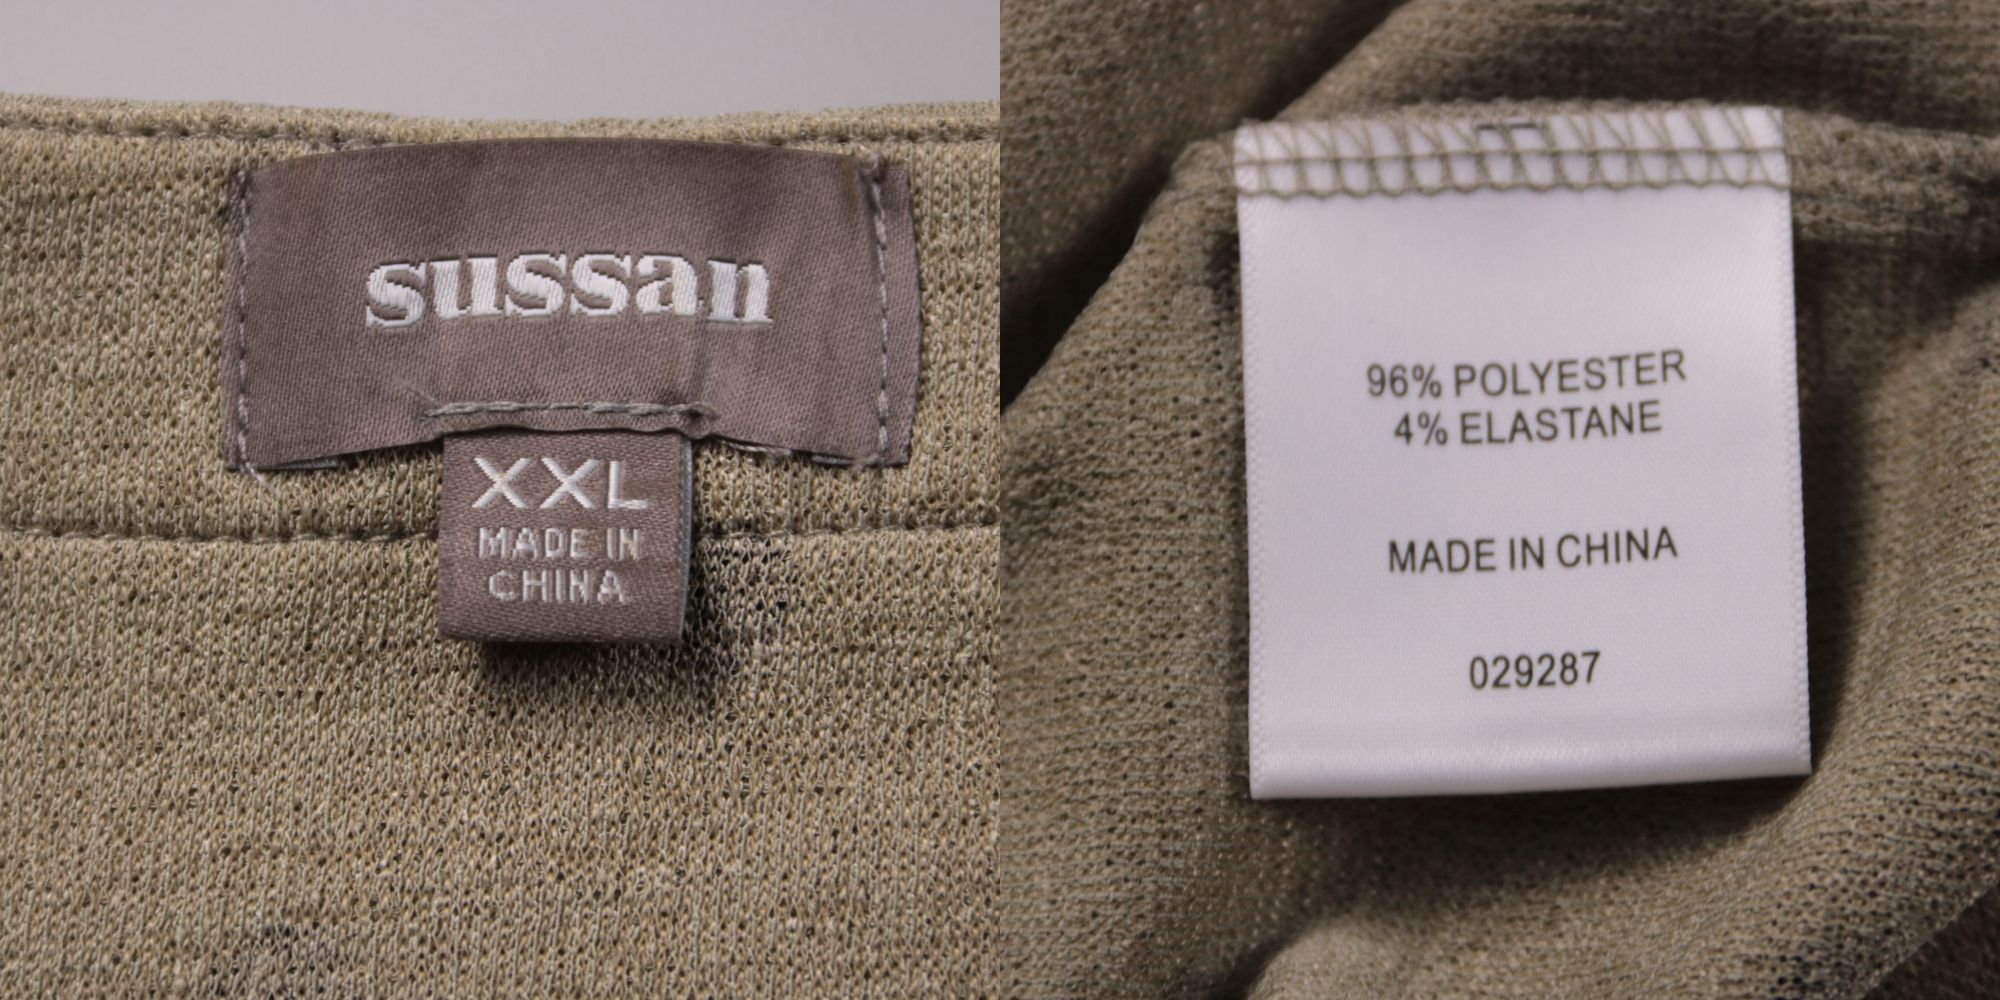 sussan
XXL
MADE IN
CHINA
96% POLYESTER
4% ELASTANE
MADE IN CHINA
029287